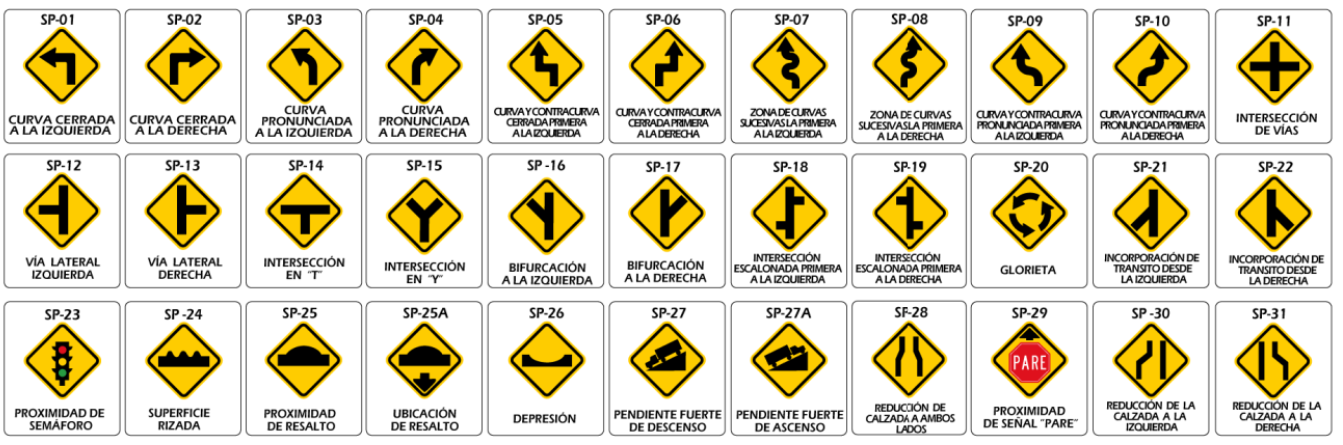 SP-01
CURVA CERRADA
A LA IZQUIERDA
SP-02
CURVA CERRADA
A LA DERECHA
SP-03
CURVA
PRONUNCIADA
A LA IZQUIERDA
SP-04
CURVA
PRONUNCIADA
A LA DERECHA
SP-05
CURVA Y CONTRACURVA
CERRADA PRIMERA
A LA IZQUIERDA
SP-06
CURVA Y CONTRACURVA
CERRADA PRIMERA
A LA DERECHA
SP-07
ZONA DE CURVAS
SUCESIVAS LA PRIMERA
A LA IZQUIERDA
SP-08
ZONA DE CURVAS
SUCESIVAS LA PRIMERA
A LA DERECHA
SP-09
CURVA Y CONTRACURVA
PRONUNCIADA PRIMERA
A LA IZQUIERDA
SP-10
CURVA Y CONTRACURVA
PRONUNCIADA PRIMERA
A LA DERECHA
SP-11
INTERSECCIÓN
DE VÍAS
SP-12
VÍA LATERAL
IZQUIERDA
SP-13
VÍA LATERAL
DERECHA
SP-14
INTERSECCIÓN
EN "T"
SP-15
INTERSECCIÓN
EN "Y"
SP -16
BIFURCACIÓN
A LA IZQUIERDA
SP-17
BIFURCACIÓN
A LA DERECHA
SP-18
INTERSECCIÓN
ESCALONADA PRIMERA
A LA IZQUIERDA
SP-19
INTERSECCIÓN
ESCALONADA PRIMERA
A LA DERECHA
SP-20
GLORIETA
SP-21
INCORPORACIÓN DE
TRANSITO DESDE
LA IZQUIERDA
SP-22
INCORPORACIÓN DE
TRANSITO DESDE
LA DERECHA
SP-23
PROXIMIDAD DE
SEMÁFORO
SP -24
SUPERFICIE
RIZADA
SP-25
PROXIMIDAD
DE RESALTO
SP-25A
UBICACIÓN
DE RESALTO
SP-26
DEPRESIÓN
SP-27
PENDIENTE FUERTE
DE DESCENSO
SP-27A
PENDIENTE FUERTE
DE ASCENSO
SF-28
REDUCCIÓN DE
CALZADA A AMBOS
LADOS
SP-29
PARE
PROXIMIDAD
DE SEÑAL "PARE"
SP -30
REDUCCIÓN DE LA
CALZADA A LA
IZQUIERDA
SP-31
REDUCCIÓN DE LA
CALZADA A LA
DERECHA